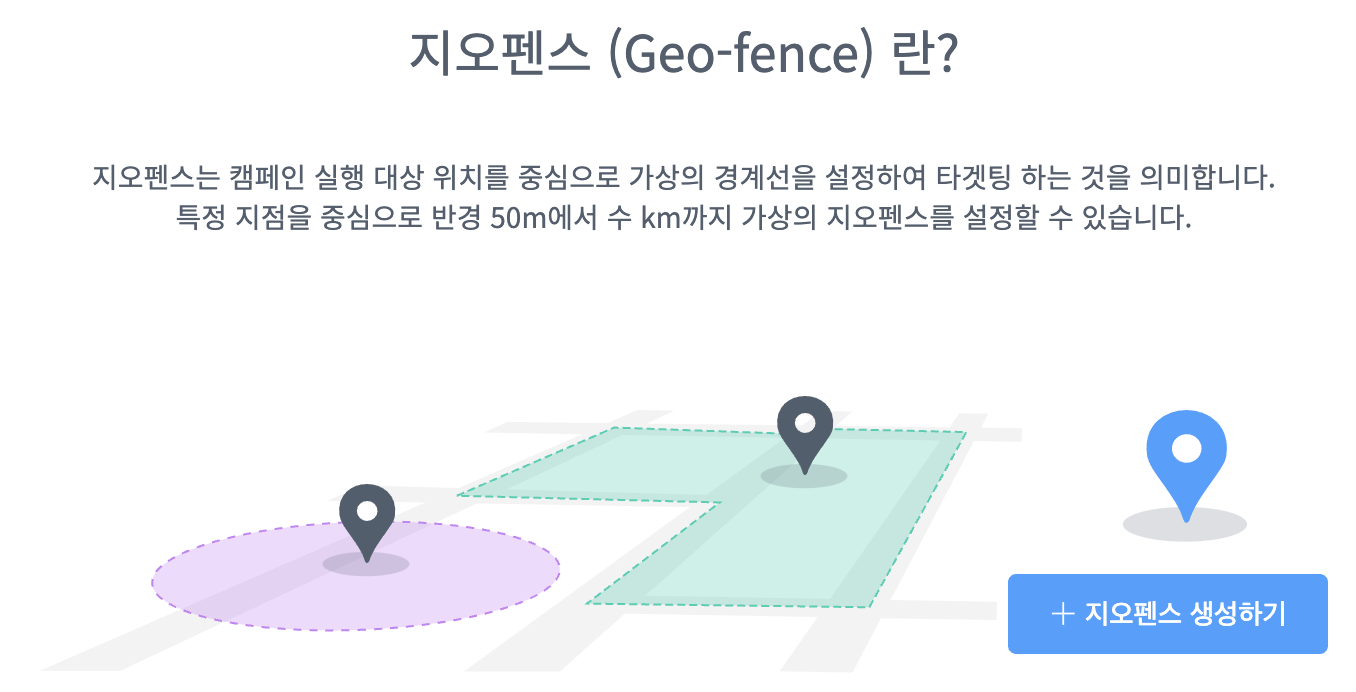 지오펜스 (Geo-fence) 란?
지오펜스는 캠페인 실행 대상 위치를 중심으로 가상의 경계선을 설정하여 타겟팅 하는 것을 의미합니다.
특정 지점을 중심으로 반경 50m에서 수 km까지 가상의 지오펜스를 설정할 수 있습니다.
+ 지오펜스 생성하기